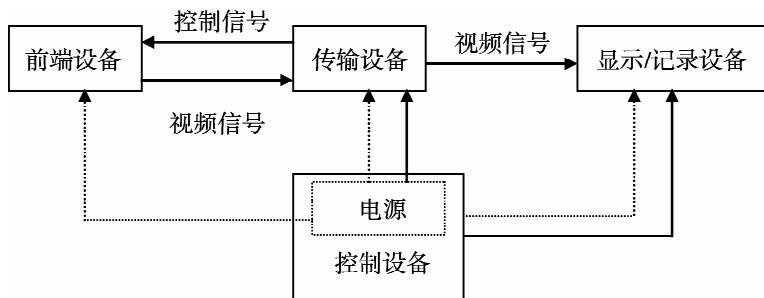 控制信号
前端设备
传输设备
视频信号
显示/记录设备
视频信号
电源
控制设备